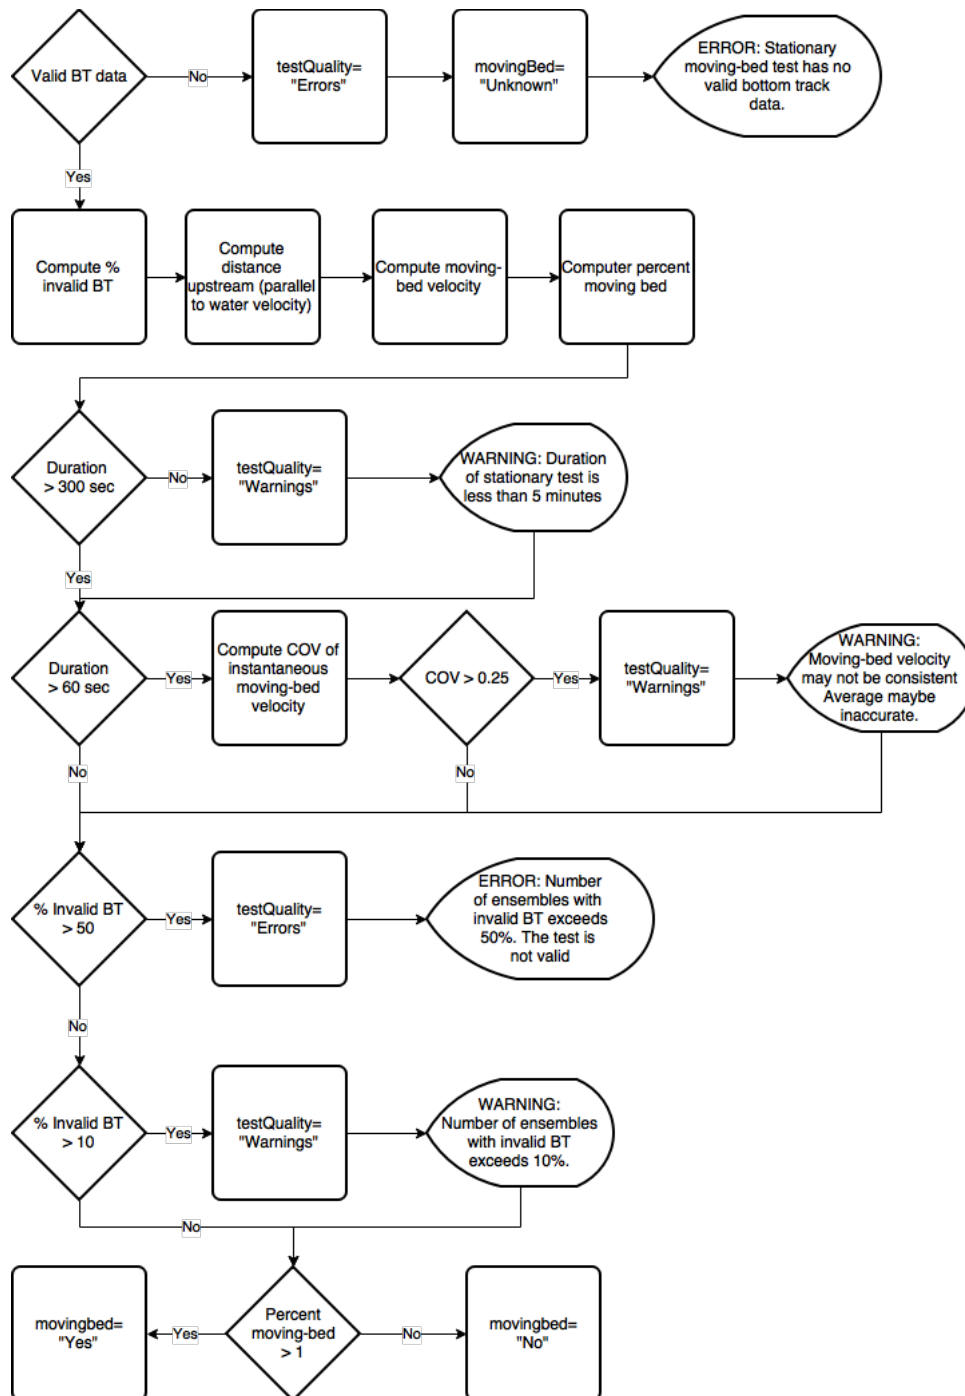 Valid BT data
No
testQuality=
"Errors"
movingBed=
"Unknown"
ERROR: Stationary
moving-bed test has no
valid bottom track
data.
Yes
Compute %
invalid BT
Compute
distance
upstream (parallel
to water velocity)
Compute moving-
bed velocity
Computer percent
moving bed
Duration
> 300 sec
No
testQuality=
"Warnings"
WARNING: Duration
of stationary test is
less than 5 minutes
Yes
Duration
> 60 sec
Yes
Compute COV of
instantaneous
moving-bed
velocity
COV > 0.25
Yes
testQuality=
"Warnings"
WARNING:
Moving-bed velocity
may not be consistent
Average maybe
inaccurate.
No
No
% Invalid BT
> 50
Yes
testQuality=
"Errors"
ERROR: Number
of ensembles with
invalid BT exceeds
50%. The test is
not valid
No
% Invalid BT
> 10
Yes
testQuality=
"Warnings"
WARNING:
Number of ensembles
with invalid BT
exceeds 10%.
No
movingbed=
"Yes"
Yes
Percent
moving-bed
> 1
No
movingbed=
"No"